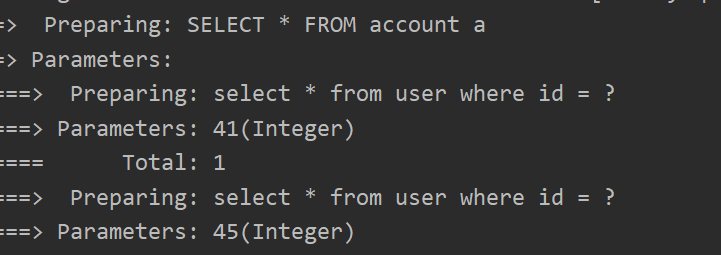 =>  Preparing: SELECT * FROM account a
=> Parameters:
===>  Preparing: select * from user where id = ?
===> Parameters: 41(Integer)
====      Total: 1
===>  Preparing: select * from user where id = ?
===> Parameters: 45(Integer)